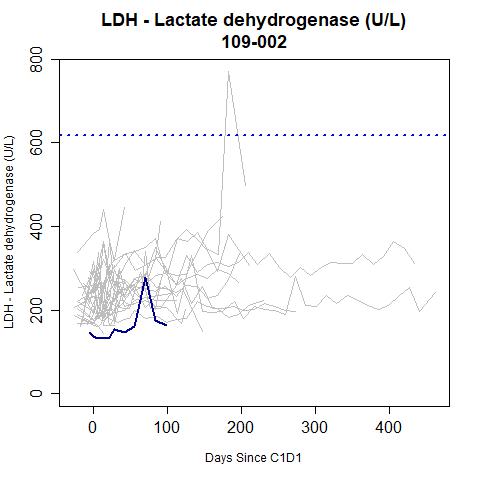 LDH - Lactate dehydrogenase (U/L)
109-002
LDH - Lactate dehydrogenase (U/L)
800
600
400
200
0
0 100 200 300 400
Days Since C1D1